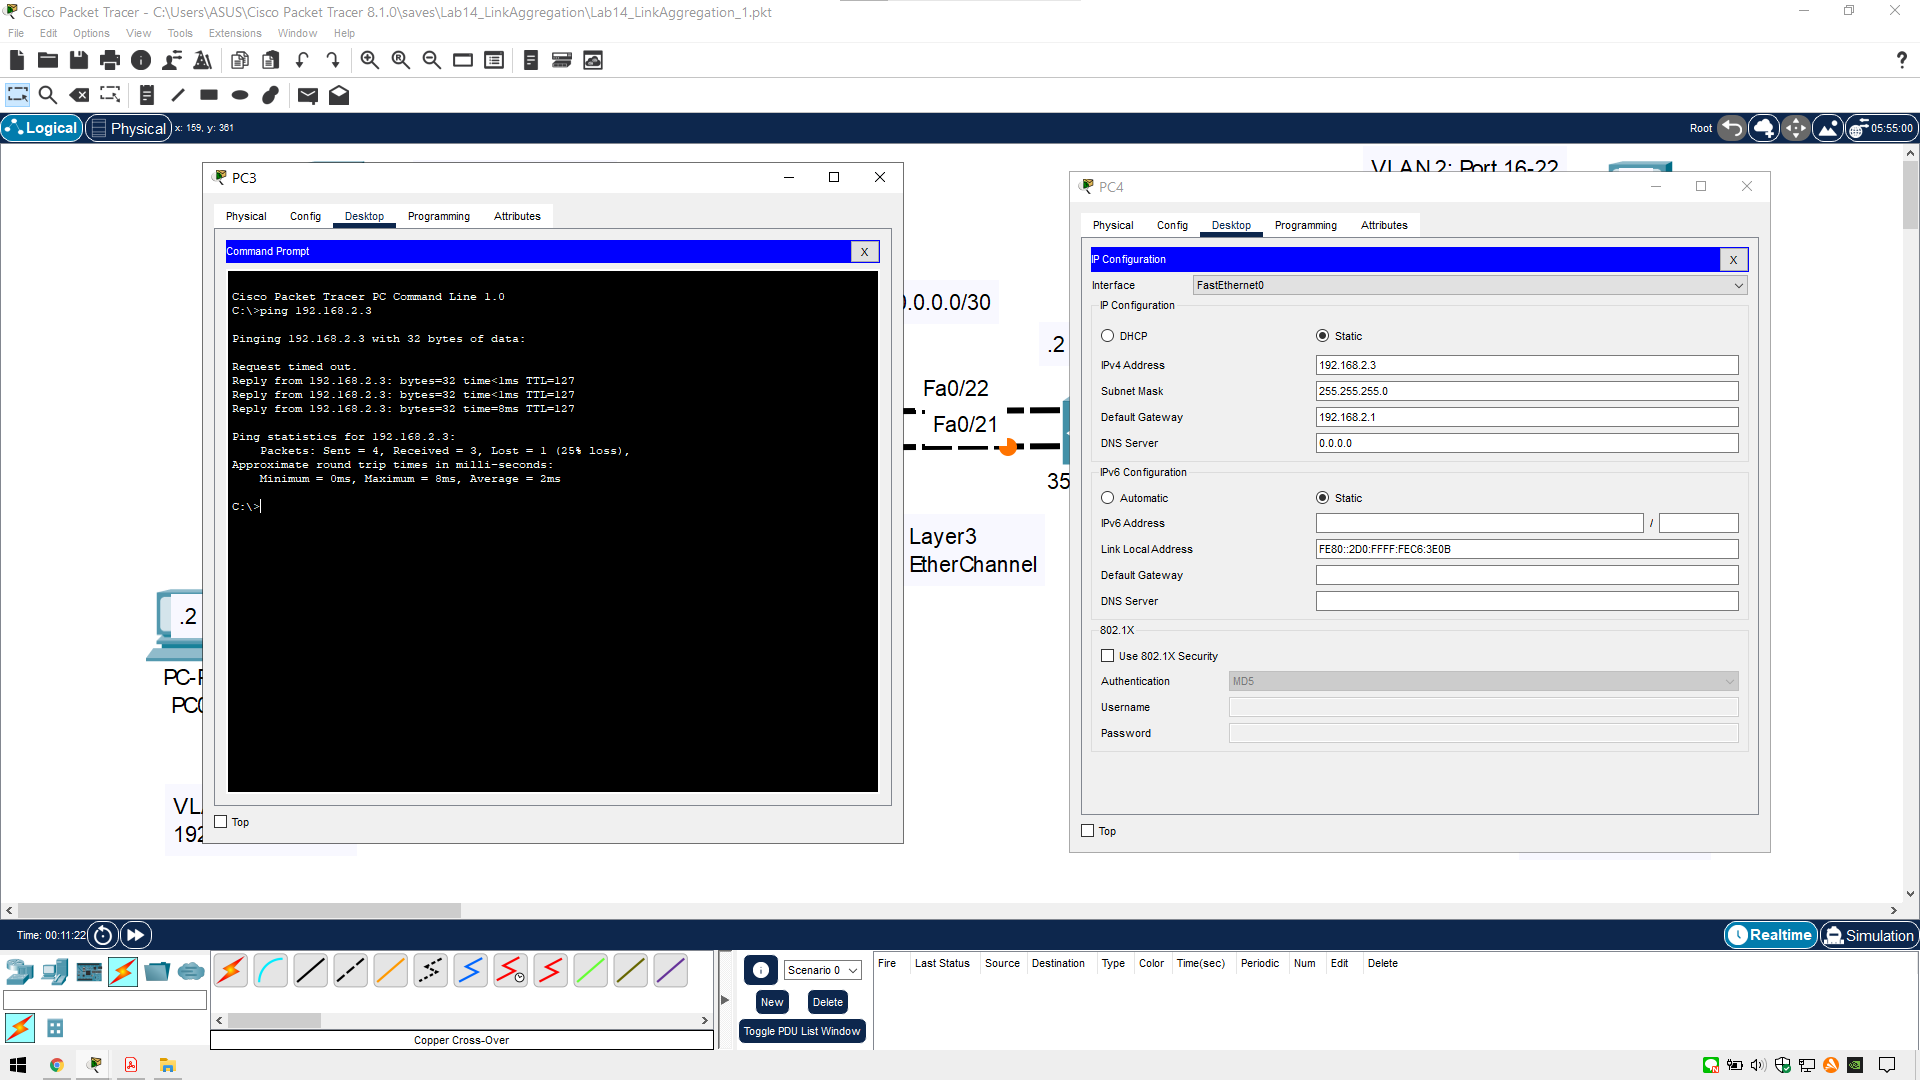 Cisco Packet Tracer - C:\Users\ASUS\Cisco Packet Tracer 8.1.0\saves\Lab14_LinkAggregation\Lab14_LinkAggregation_1.pkt
File Edit Options View Tools Extensions Window Help
Logical Physical x: 159, y: 361
Root 05:55:00
VLAN 2: Port 16-22
PC3
Physical Config Desktop Programming Attributes
Command Prompt X
Cisco Packet Tracer PC Command Line 1.0
C:\>ping 192.168.2.3
Pinging 192.168.2.3 with 32 bytes of data:
Request timed out.
Reply from 192.168.2.3: bytes=32 time<1ms TTL=127
Reply from 192.168.2.3: bytes=32 time<1ms TTL=127
Reply from 192.168.2.3: bytes=32 time=8ms TTL=127
Ping statistics for 192.168.2.3:
Packets: Sent = 4, Received = 3, Lost = 1 (25% loss),
Approximate round trip times in milli-seconds:
Minimum = 0ms, Maximum = 8ms, Average = 2ms
C:\>
Top
0.0.0.0/30
.2
Fa0/22
Fa0/21
35
Layer3
EtherChannel
.2
PC-P
PC0
VLA
192
PC4
Physical Config Desktop Programming Attributes
IP Configuration X
Interface FastEthernet0
IP Configuration
DHCP Static
IPv4 Address 192.168.2.3
Subnet Mask 255.255.255.0
Default Gateway 192.168.2.1
DNS Server 0.0.0.0
IPv6 Configuration
Automatic Static
IPv6 Address /
Link Local Address FE80::2D0:FFFF:FEC6:3E0B
Default Gateway
DNS Server
802.1X
Use 802.1X Security
Authentication MD5
Username
Password
Top
Time: 00:11:22
Realtime Simulation
Scenario 0
New Delete
Toggle PDU List Window
Fire Last Status Source Destination Type Color Time(sec) Periodic Num Edit Delete
Copper Cross-Over